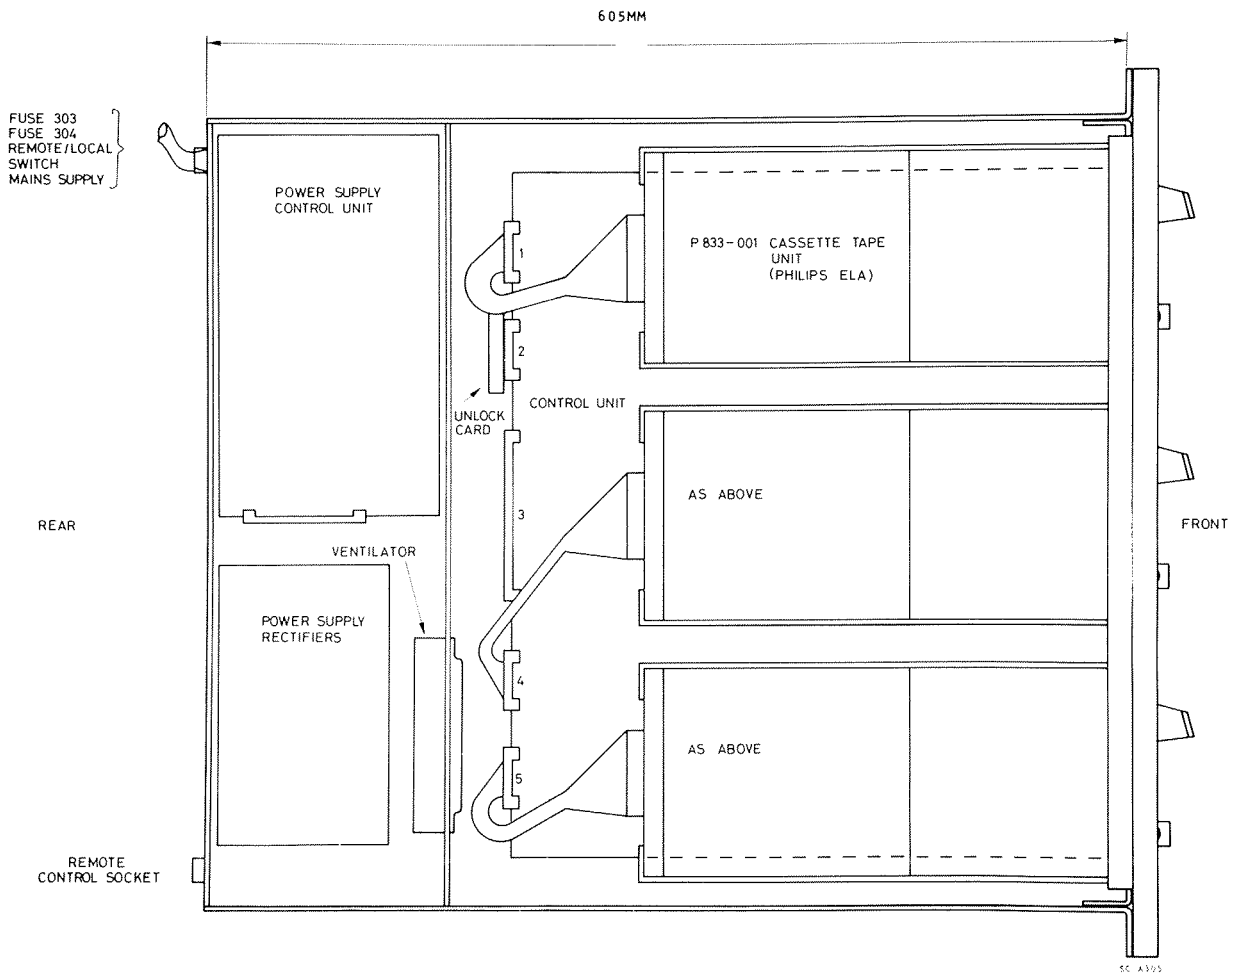 605MM
FUSE 303
FUSE 304
REMOTE/LOCAL
SWITCH
MAINS SUPPLY
POWER SUPPLY
CONTROL UNIT
1
P833-001 CASSETTE TAPE
UNIT
(PHILIPS ELA)
2
UNLOCK
CARD
CONTROL UNIT
3
AS ABOVE
REAR
FRONT
VENTILATOR
POWER SUPPLY
RECTIFIERS
4
AS ABOVE
5
REMOTE
CONTROL SOCKET